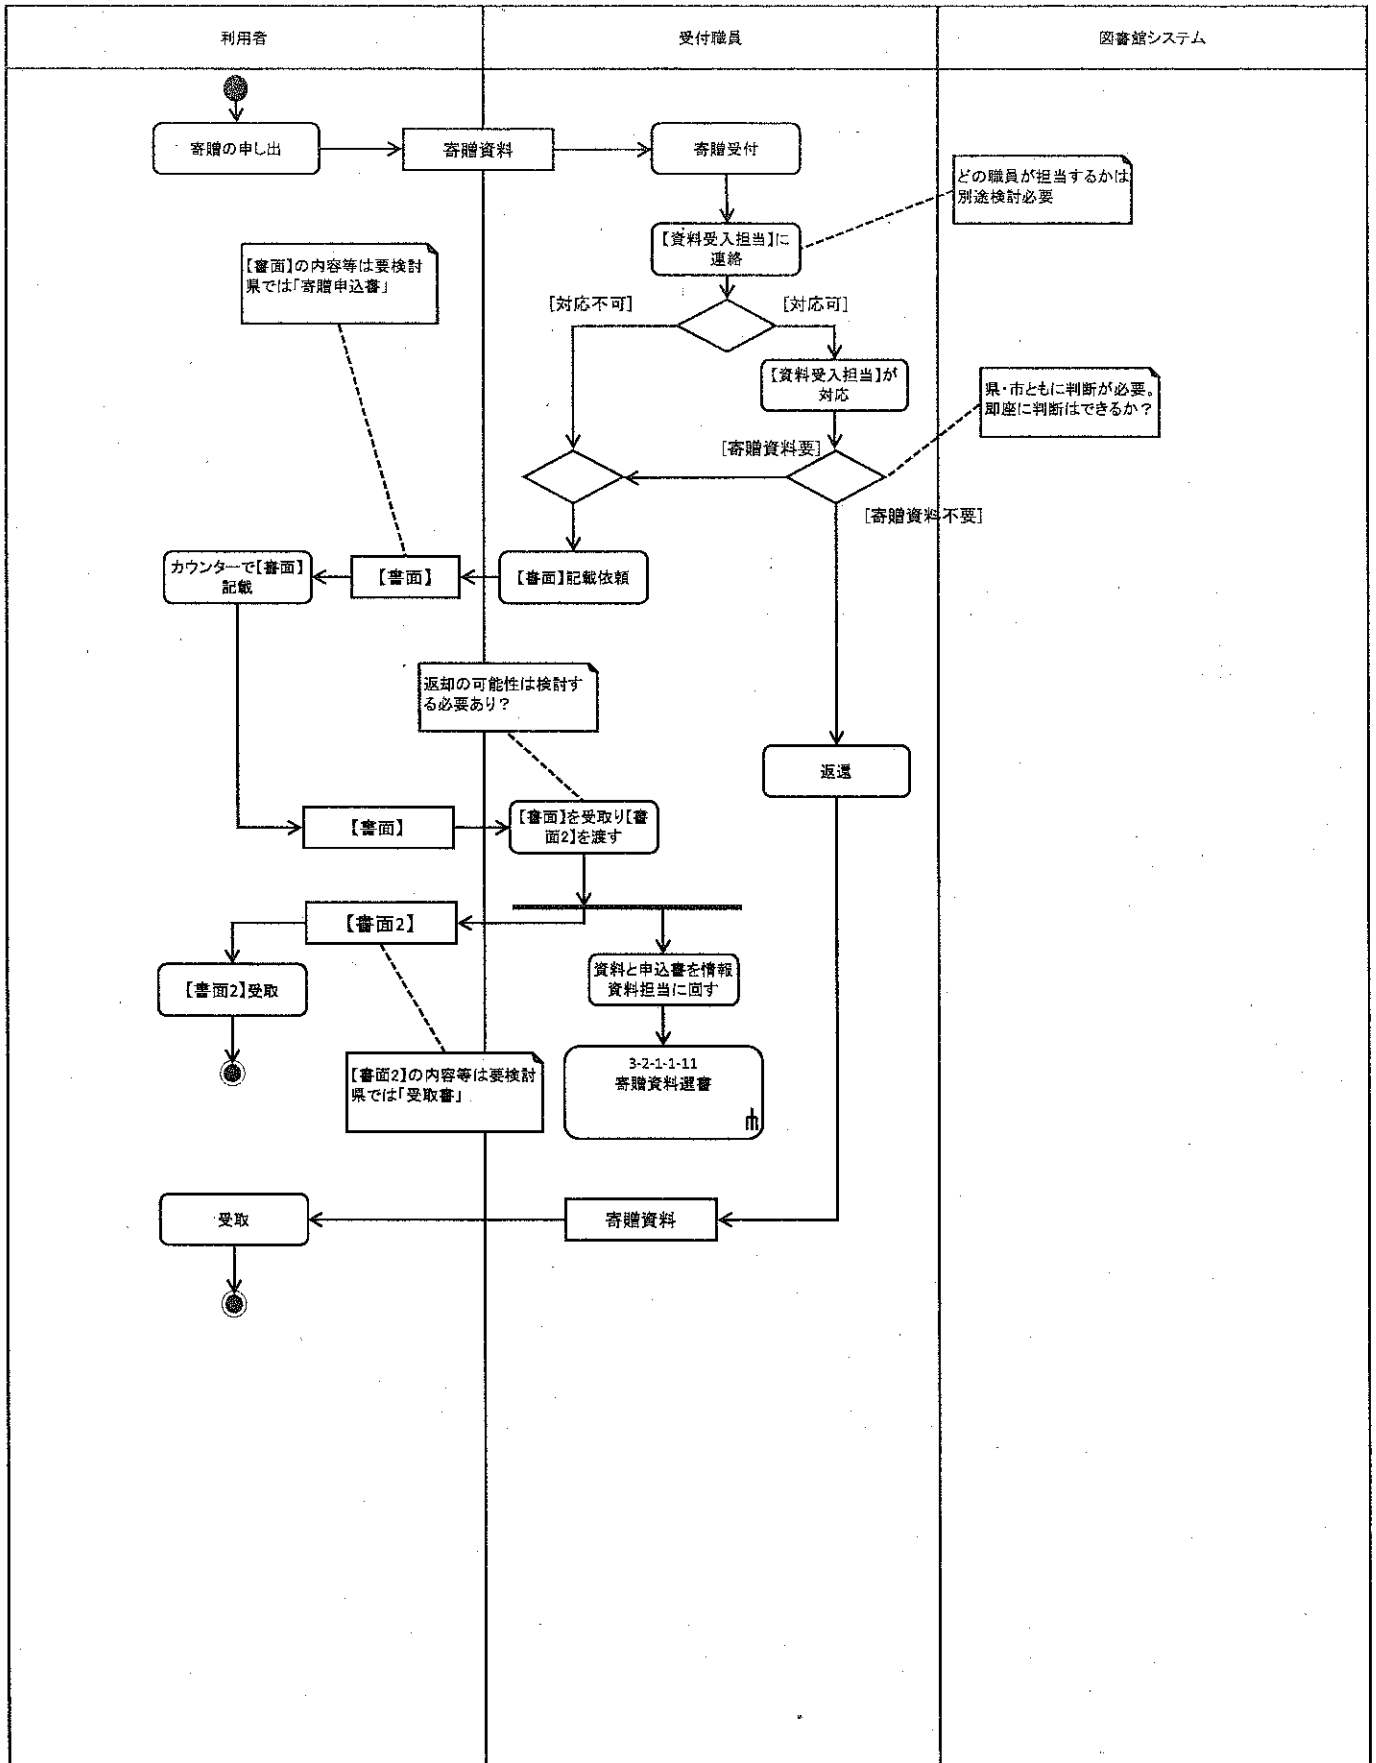 利用者
受付職員
図書館システム
寄贈の申し出
寄贈資料
寄贈受付
どの職員が担当するかは
別途検討必要
【資料受入担当】に
連絡
【書面】の内容等は要検討
県では「寄贈申込書」
[対応不可]
[対応可]
【資料受入担当】が
対応
県・市ともに判断が必要。
即座に判断はできるか？
[寄贈資料要]
[寄贈資料不要]
カウンターで【書面】
記載
【書面】
【書面】記載依頼
返却の可能性は検討す
る必要あり？
返還
【書面】
【書面】を受取り【書
面2】を渡す
【書面2】
資料と申込書を情報
資料担当に回す
【書面2】受取
3-2-1-1-11
寄贈資料選書
【書面2】の内容等は要検討
県では「受取書」
受取
寄贈資料